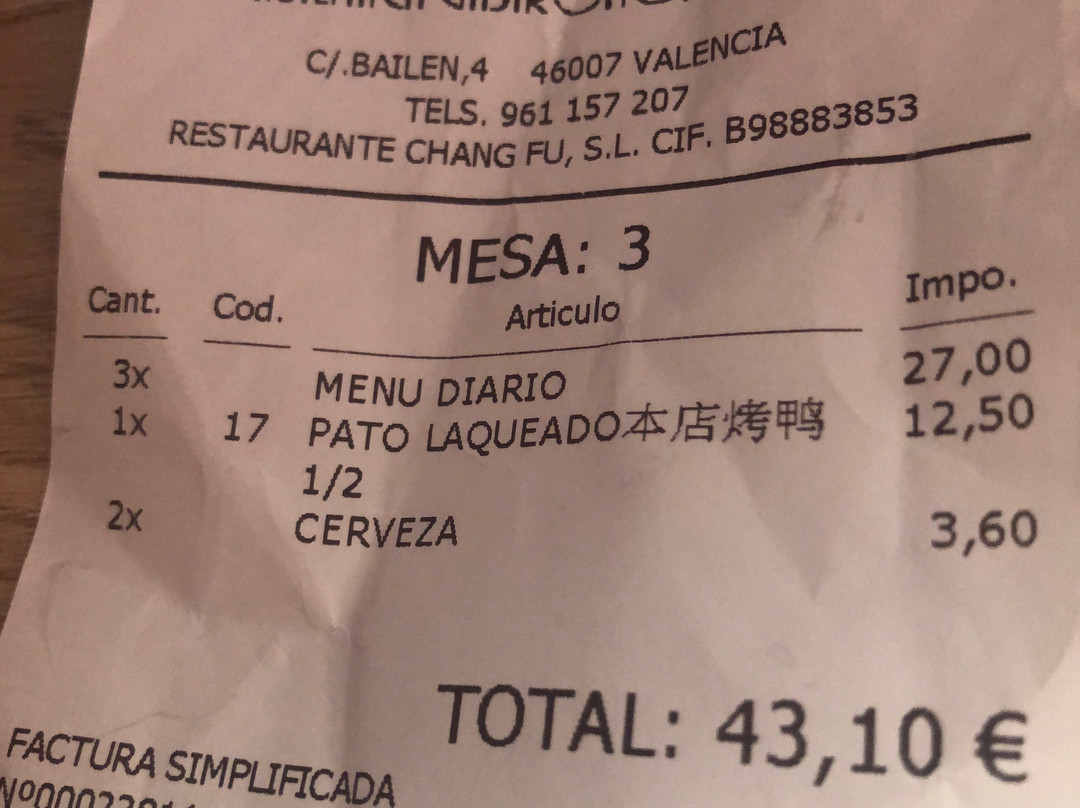 C/.BAILEN,4 46007 VALENCIA
TELS. 961 157 207
RESTAURANTE CHANG FU, S.L. CIF. B98883853
MESA: 3
Cant. Cod. Articulo Impo.
3x MENU DIARIO 27,00
1x 17 PATO LAQUEADO本店烤鸭 12,50
1/2
2x CERVEZA 3,60
TOTAL: 43,10 €
FACTURA SIMPLIFICADA